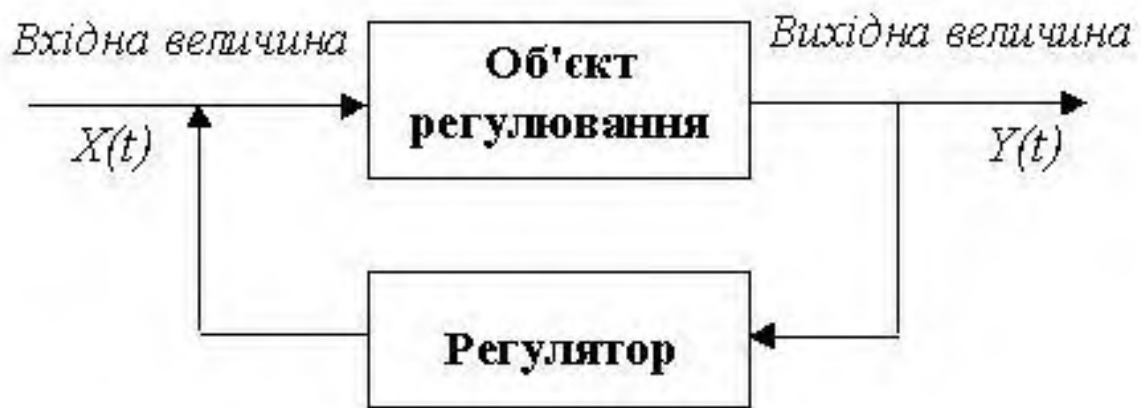 Вхідна величина
Об'єкт
регулювання
Вихідна величина
X(t)
Y(t)
Регулятор